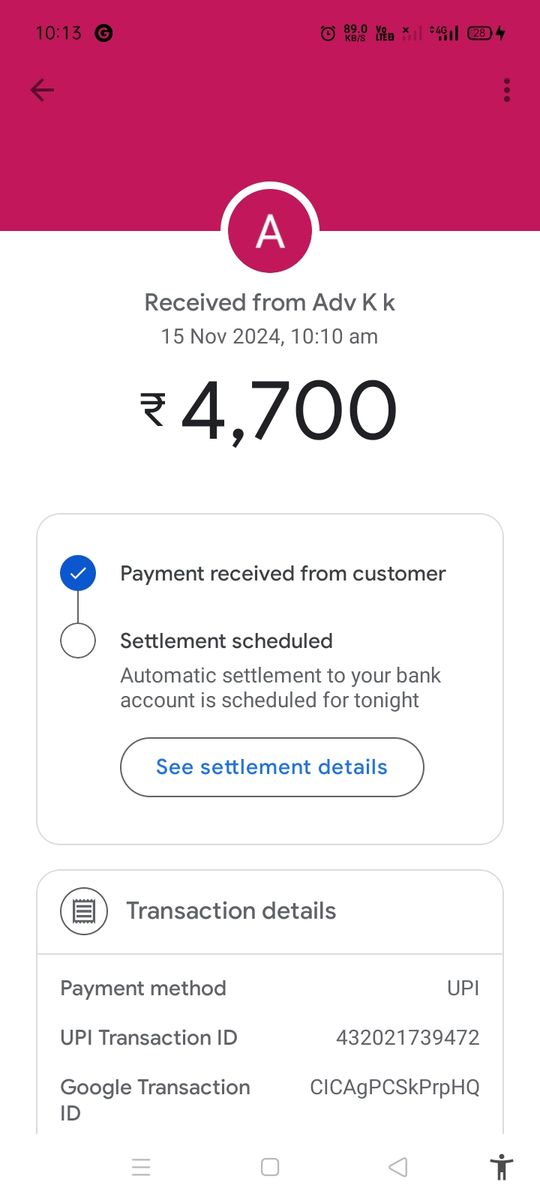 10:13 G 89.0 KB/S Vo LTE 4G 28
A
Received from Adv K k
15 Nov 2024, 10:10 am
₹ 4,700
Payment received from customer
Settlement scheduled
Automatic settlement to your bank
account is scheduled for tonight
See settlement details
Transaction details
Payment method UPI
UPI Transaction ID 432021739472
Google Transaction CICAgPCSkPrpHQ
ID